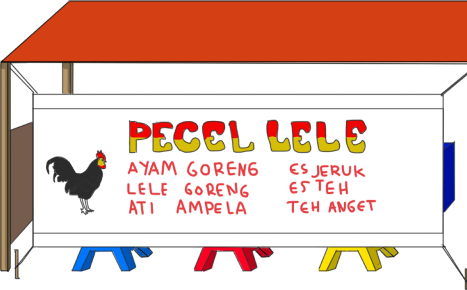 PECEL LELE
AYAM GORENG
LELE GORENG
ATI AMPELA
ES JERUK
ES TEH
TEH ANGET